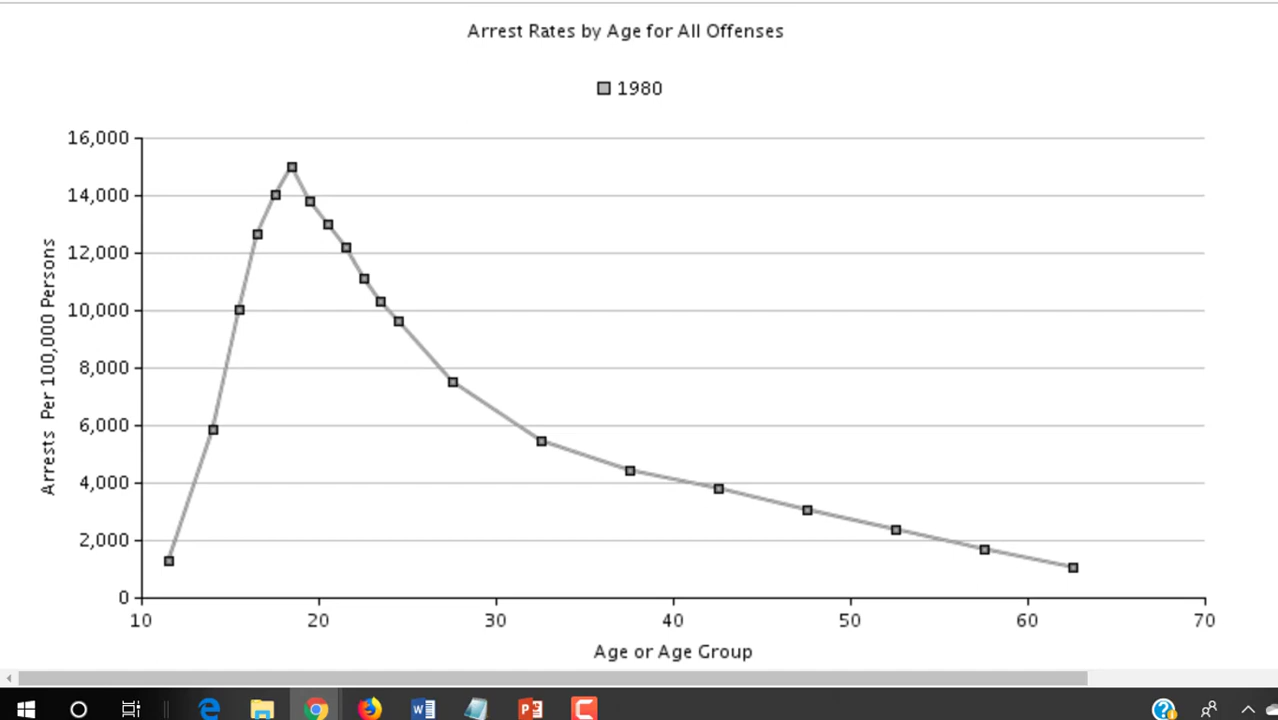 Arrest Rates by Age for All Offenses
1980
16,000
14,000
12,000
10,000
8,000
6,000
4,000
2,000
0
Arrests Per 100,000 Persons
10 20 30 40 50 60 70
Age or Age Group